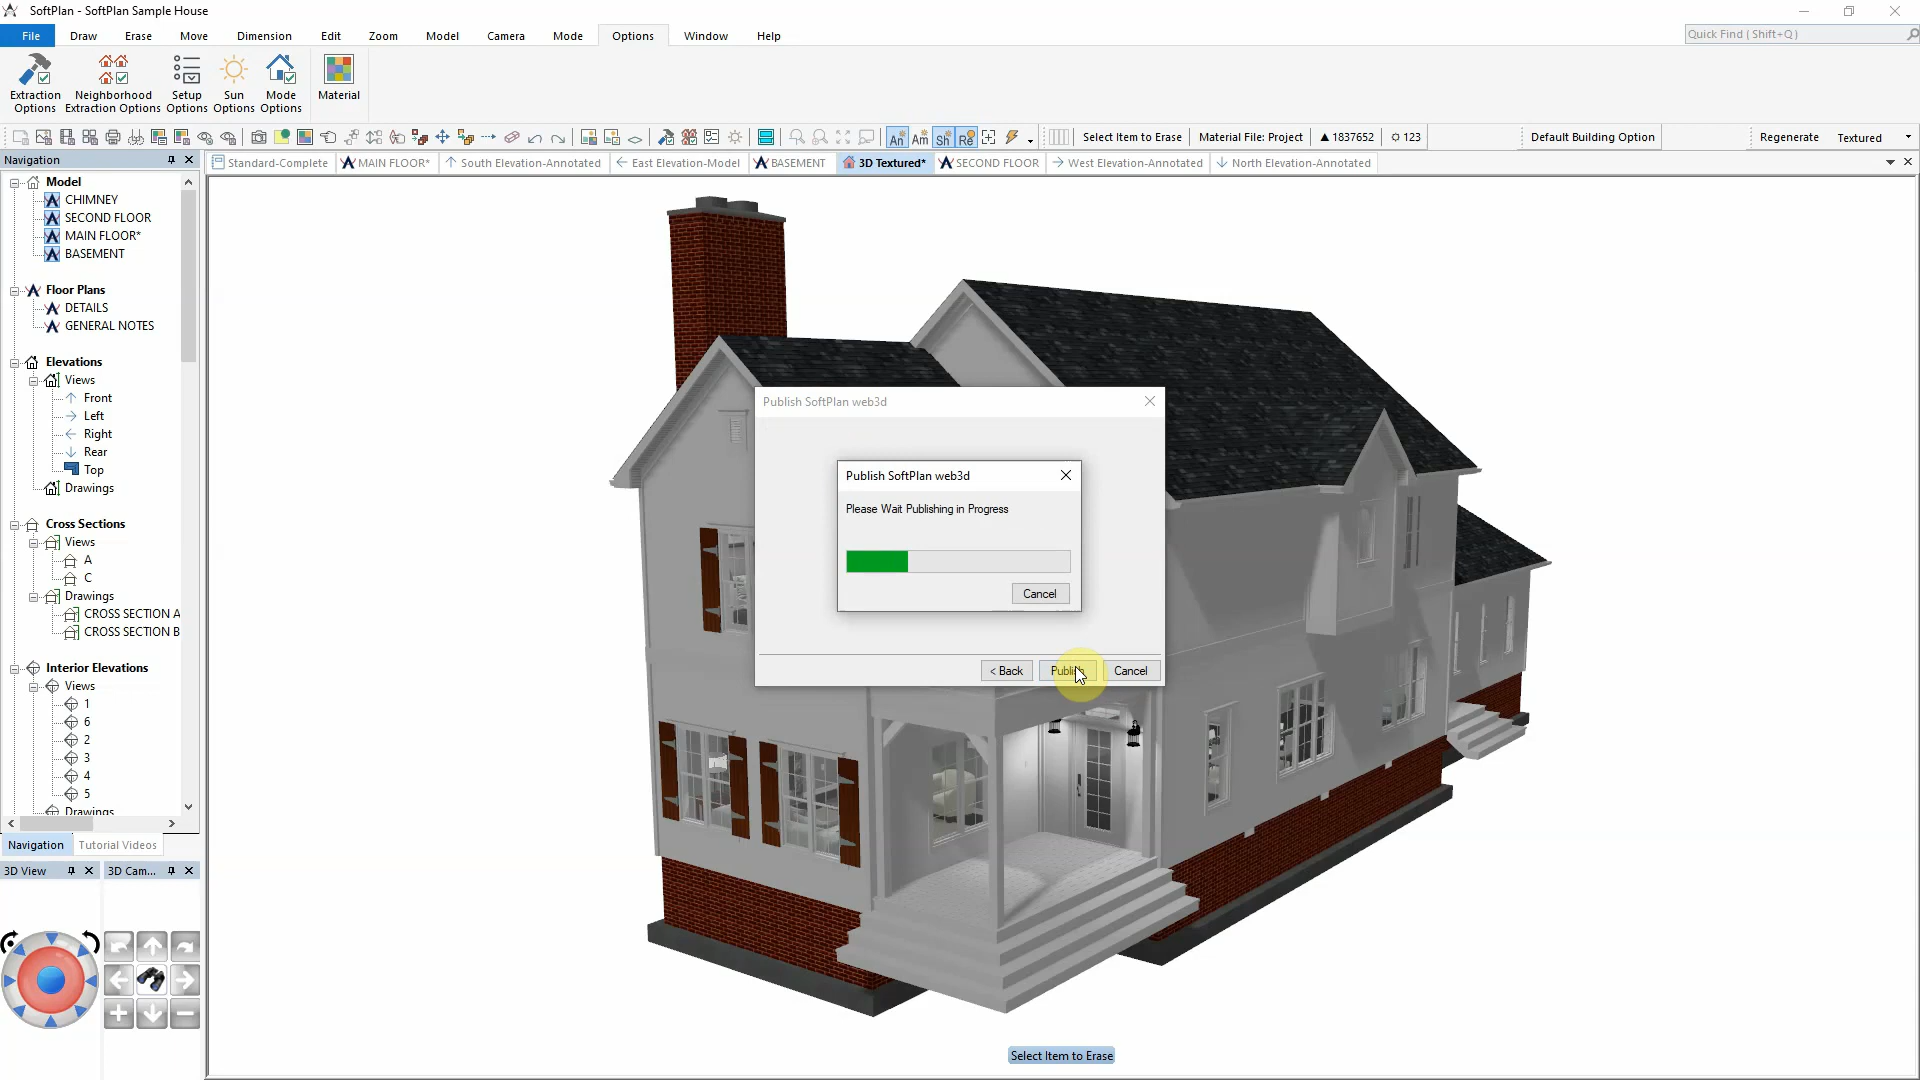 SoftPlan - SoftPlan Sample House
File Draw Erase Move Dimension Edit Zoom Model Camera Mode Options Window Help
Quick Find ( Shift+Q )
Extraction Options
Neighborhood Extraction Options
Setup Options
Sun Options
Mode Options
Material
An Am Sh Re
Select Item to Erase
Material File: Project
1837652
123
Default Building Option
Regenerate
Textured
Navigation
Standard-Complete
MAIN FLOOR*
South Elevation-Annotated
East Elevation-Model
BASEMENT
3D Textured*
SECOND FLOOR
West Elevation-Annotated
North Elevation-Annotated
Model
CHIMNEY
SECOND FLOOR
MAIN FLOOR*
BASEMENT
Floor Plans
DETAILS
GENERAL NOTES
Elevations
Views
Front
Left
Right
Rear
Top
Drawings
Cross Sections
Views
A
C
Drawings
CROSS SECTION A
CROSS SECTION B
Interior Elevations
Views
1
6
2
3
4
5
Drawings
Navigation
Tutorial Videos
3D View
3D Cam...
Publish SoftPlan web3d
Publish SoftPlan web3d
Please Wait Publishing in Progress
Cancel
< Back
Publish
Cancel
Select Item to Erase